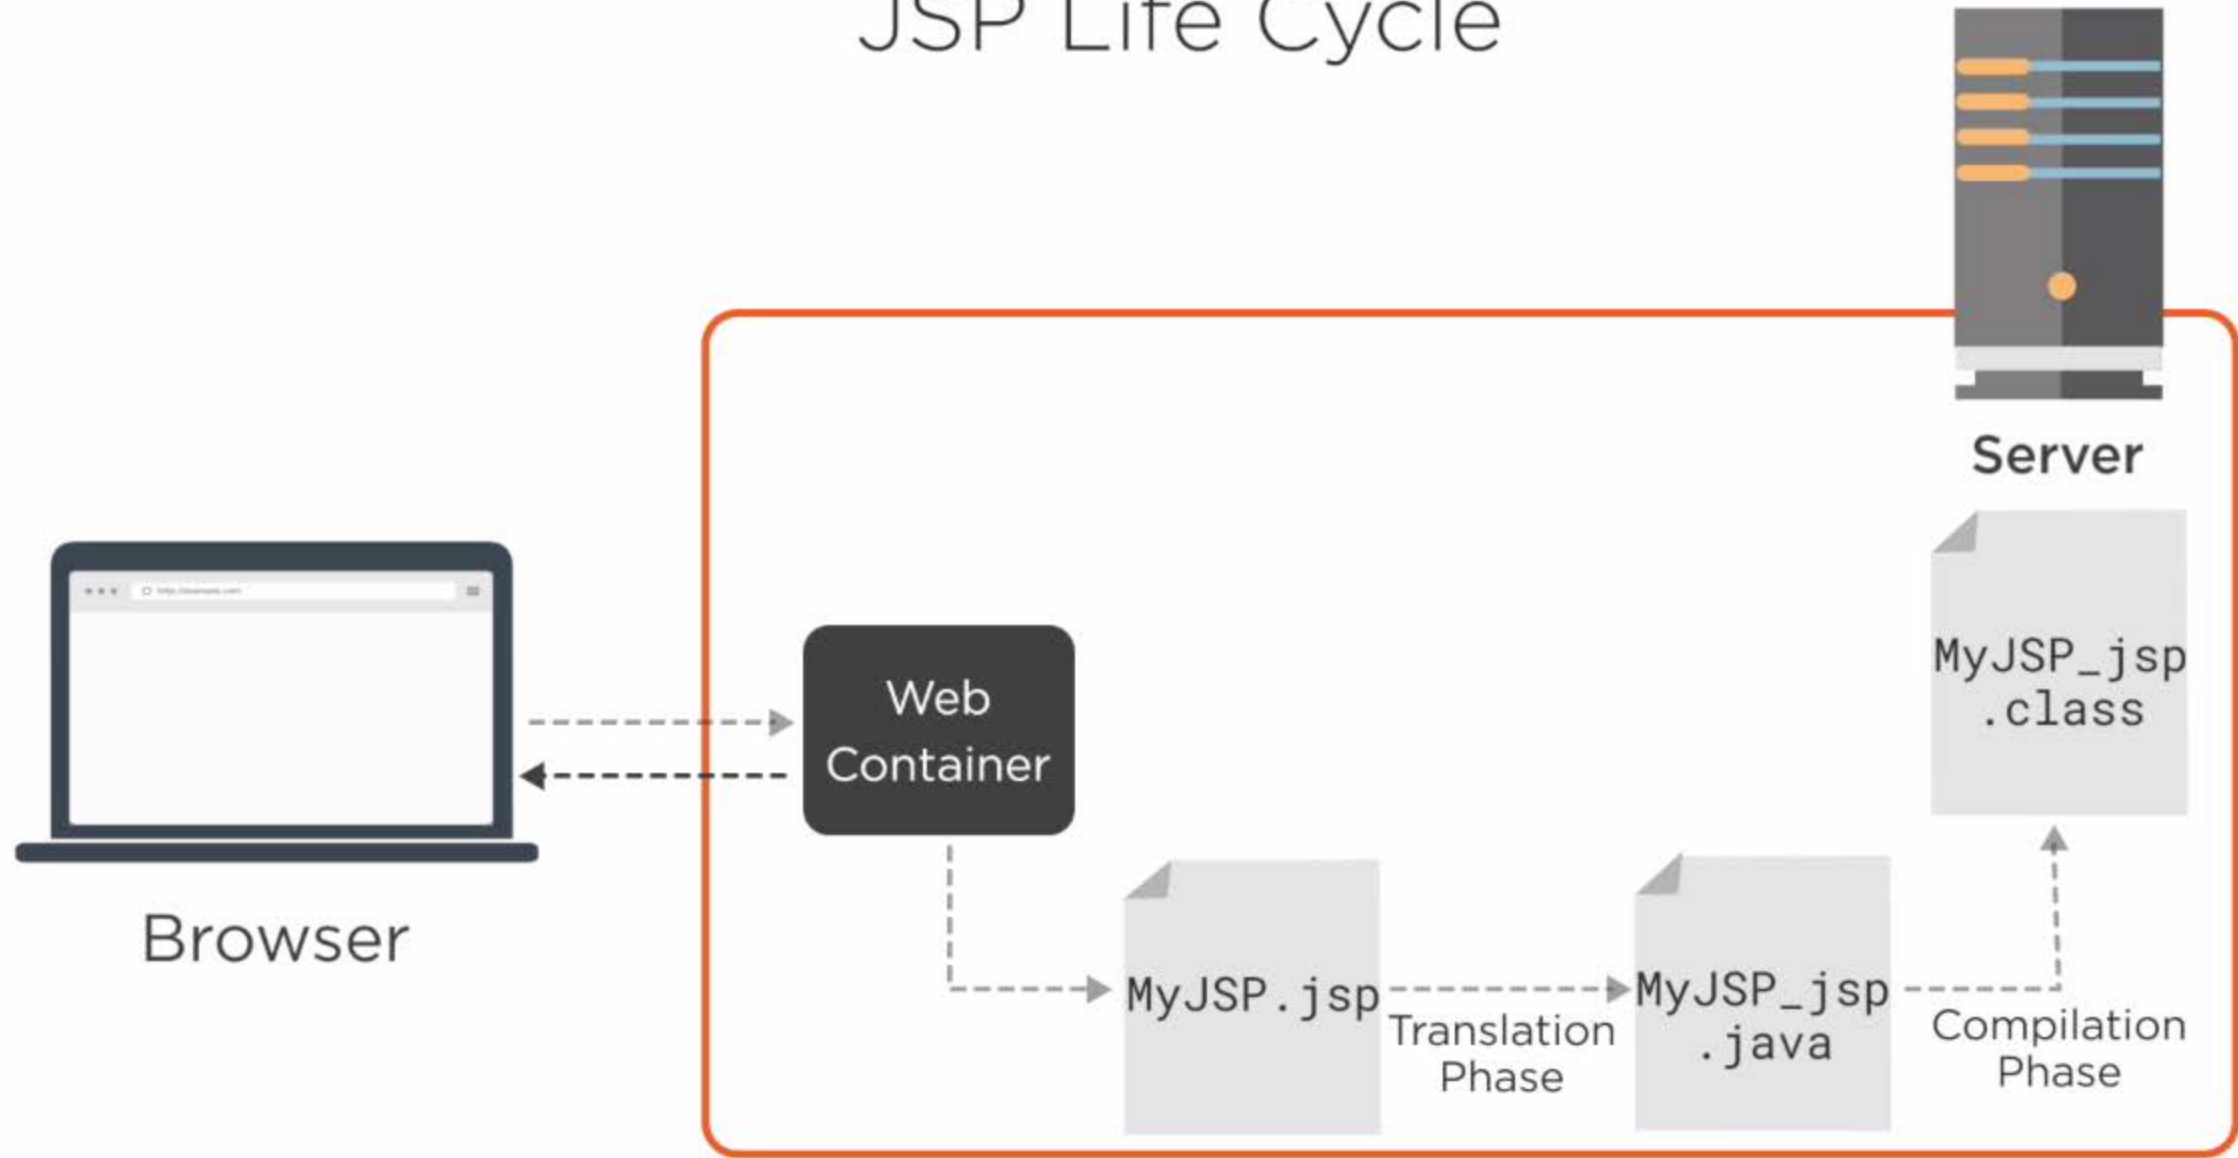 JSP Life Cycle
Server
MyJSP_jsp
.class
Web
Container
Browser
MyJSP.jsp
Translation
Phase
MyJSP_jsp
.java
Compilation
Phase